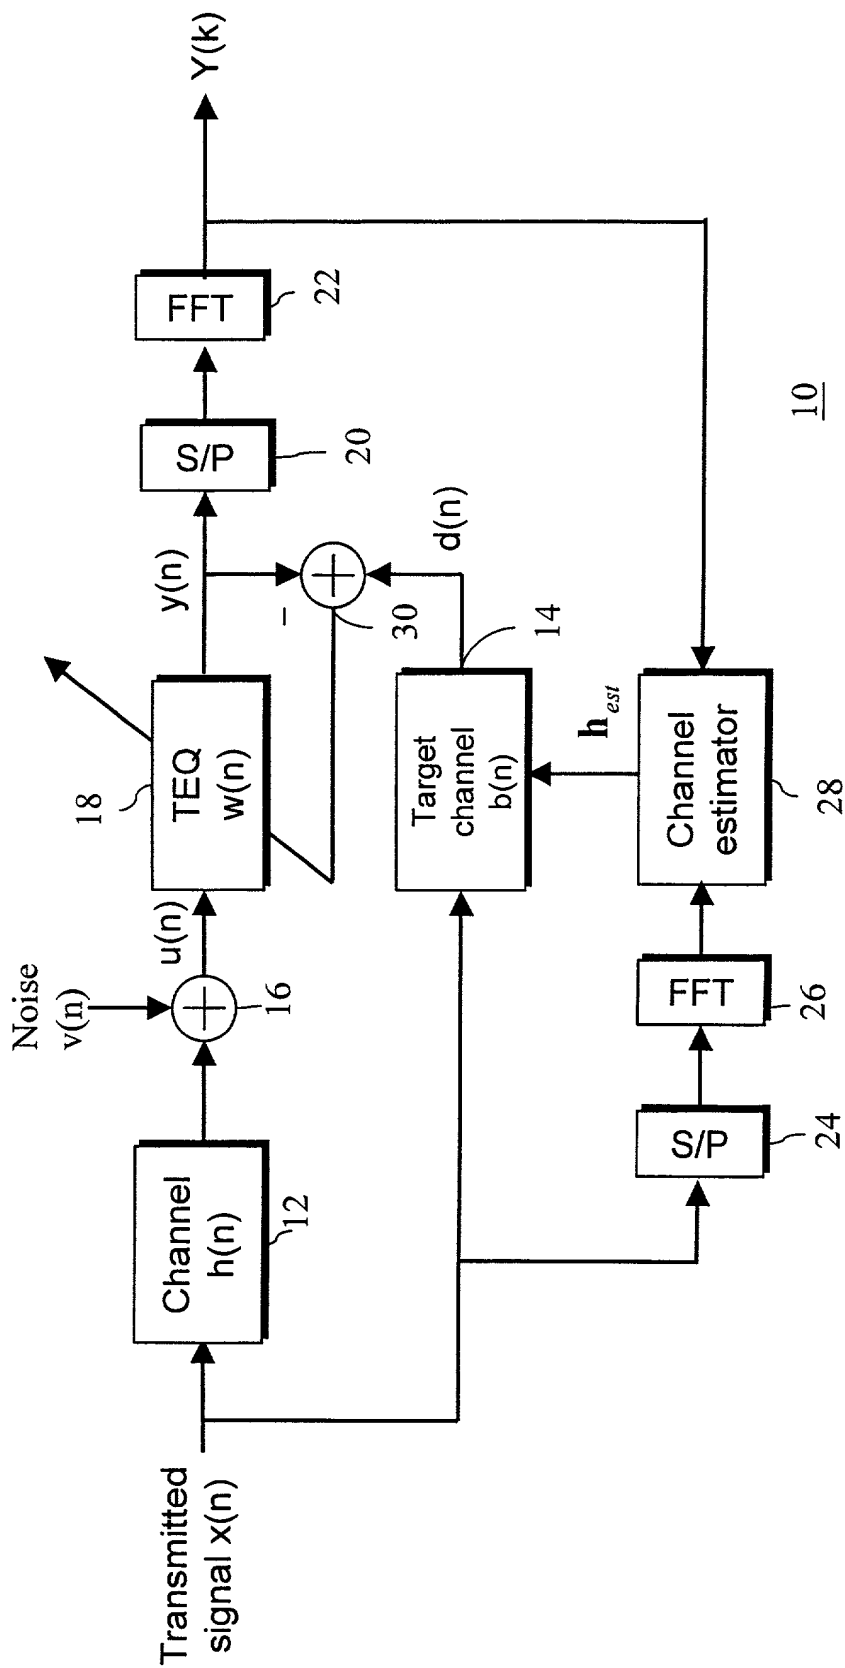 Transmitted
signal x(n)
Channel
h(n)
12
Noise
v(n)
16
u(n)
TEQ
w(n)
18
y(n)
–
30
S/P
20
FFT
22
Y(k)
Target
channel
b(n)
14
d(n)
S/P
24
FFT
26
Channel
estimator
28
h est
10